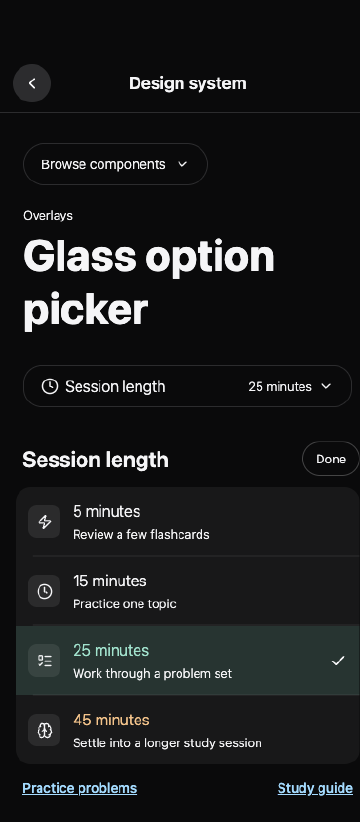 Design system
Browse components
Overlays
Glass option
picker
Session length
25 minutes
Session length
Done
5 minutes
Review a few flashcards
15 minutes
Practice one topic
25 minutes
Work through a problem set
45 minutes
Settle into a longer study session
Practice problems
Study guide